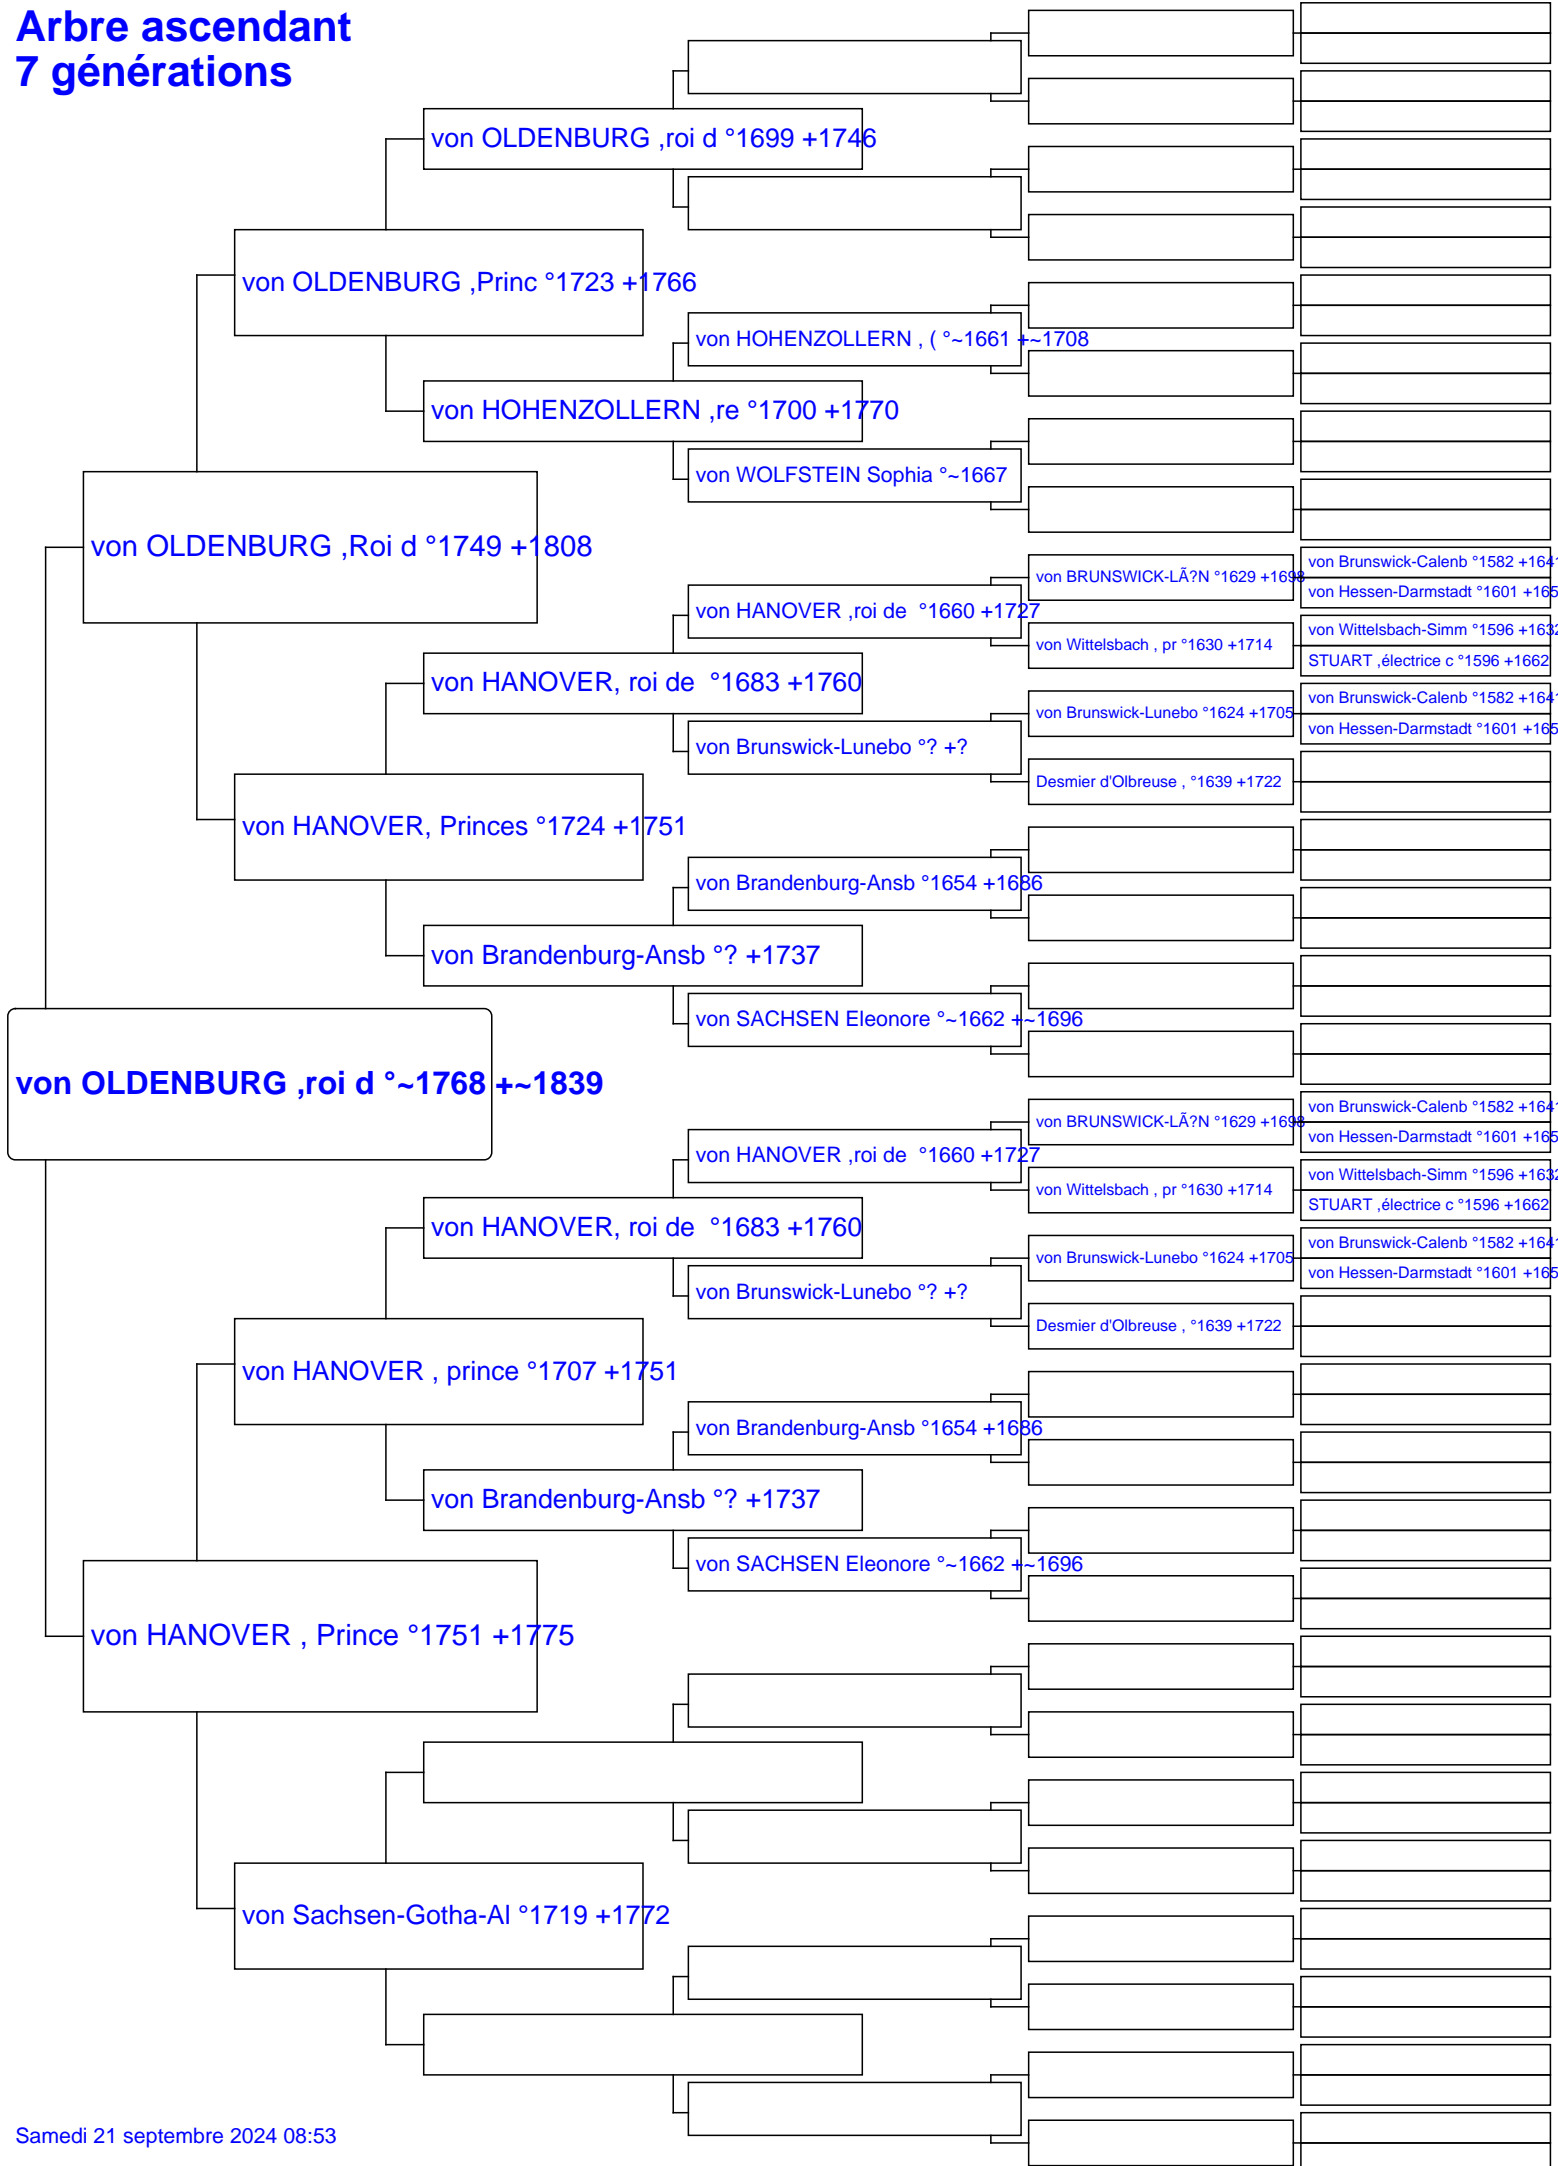 Arbre ascendant
7 générations
von OLDENBURG ,roi d °1699 +1746
von OLDENBURG ,Princ °1723 +1766
von HOHENZOLLERN , ( °~1661 +~1708
von HOHENZOLLERN ,re °1700 +1770
von WOLFSTEIN Sophia °~1667
von OLDENBURG ,Roi d °1749 +1808
von Brunswick-Calenb °1582 +1641
von BRUNSWICK-LÃ?N °1629 +1698
von Hessen-Darmstadt °1601 +165
von HANOVER ,roi de  °1660 +1727
von Wittelsbach-Simm °1596 +1632
von Wittelsbach , pr °1630 +1714
STUART ,électrice c °1596 +1662
von HANOVER, roi de  °1683 +1760
von Brunswick-Calenb °1582 +1641
von Brunswick-Lunebo °1624 +1705
von Hessen-Darmstadt °1601 +165
von Brunswick-Lunebo °? +?
Desmier d'Olbreuse , °1639 +1722
von HANOVER, Princes °1724 +1751
von Brandenburg-Ansb °1654 +1686
von Brandenburg-Ansb °? +1737
von SACHSEN Eleonore °~1662 +~1696
von OLDENBURG ,roi d °~1768 +~1839
von Brunswick-Calenb °1582 +1641
von BRUNSWICK-LÃ?N °1629 +1698
von Hessen-Darmstadt °1601 +165
von HANOVER ,roi de  °1660 +1727
von Wittelsbach-Simm °1596 +1632
von Wittelsbach , pr °1630 +1714
STUART ,électrice c °1596 +1662
von HANOVER, roi de  °1683 +1760
von Brunswick-Calenb °1582 +1641
von Brunswick-Lunebo °1624 +1705
von Hessen-Darmstadt °1601 +165
von Brunswick-Lunebo °? +?
Desmier d'Olbreuse , °1639 +1722
von HANOVER , prince °1707 +1751
von Brandenburg-Ansb °1654 +1686
von Brandenburg-Ansb °? +1737
von SACHSEN Eleonore °~1662 +~1696
von HANOVER , Prince °1751 +1775
von Sachsen-Gotha-Al °1719 +1772
Samedi 21 septembre 2024 08:53